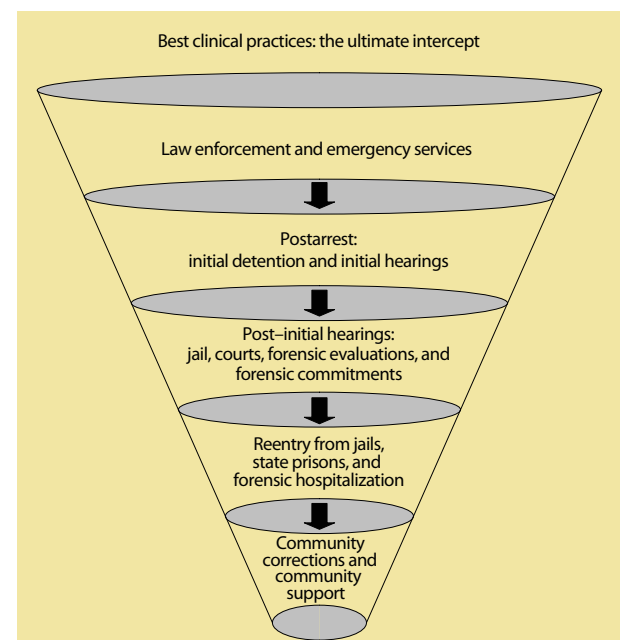 Best clinical practices: the ultimate intercept
Law enforcement and emergency services
Postarrest:
initial detention and initial hearings
Post–initial hearings:
jail, courts, forensic evaluations, and
forensic commitments
Reentry from jails,
state prisons, and
forensic hospitalization
Community
corrections and
community
support